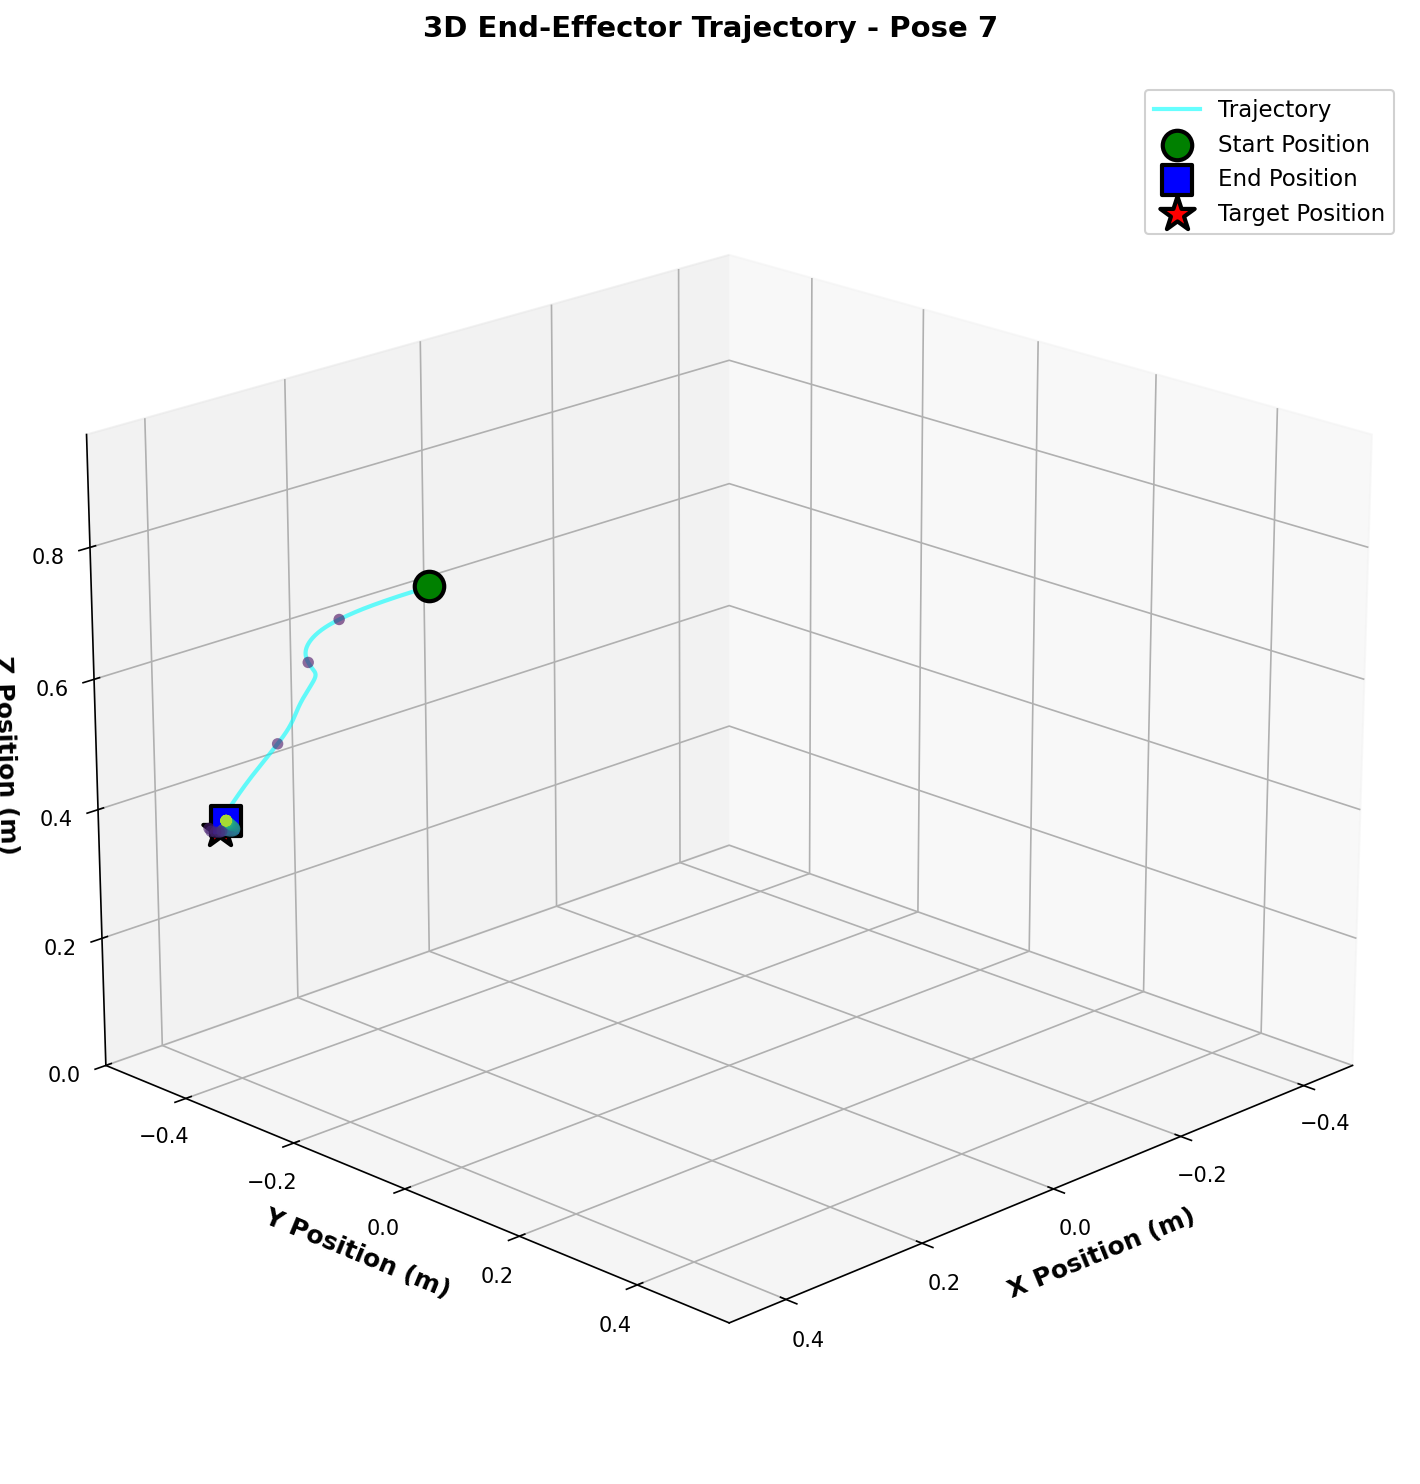 3D End-Effector Trajectory - Pose 7
Trajectory
Start Position
End Position
Target Position
0.8
0.6
0.4
0.2
0.0
Z Position (m)
−0.4
−0.2
0.0
0.2
0.4
Y Position (m)
−0.4
−0.2
0.0
0.2
0.4
X Position (m)